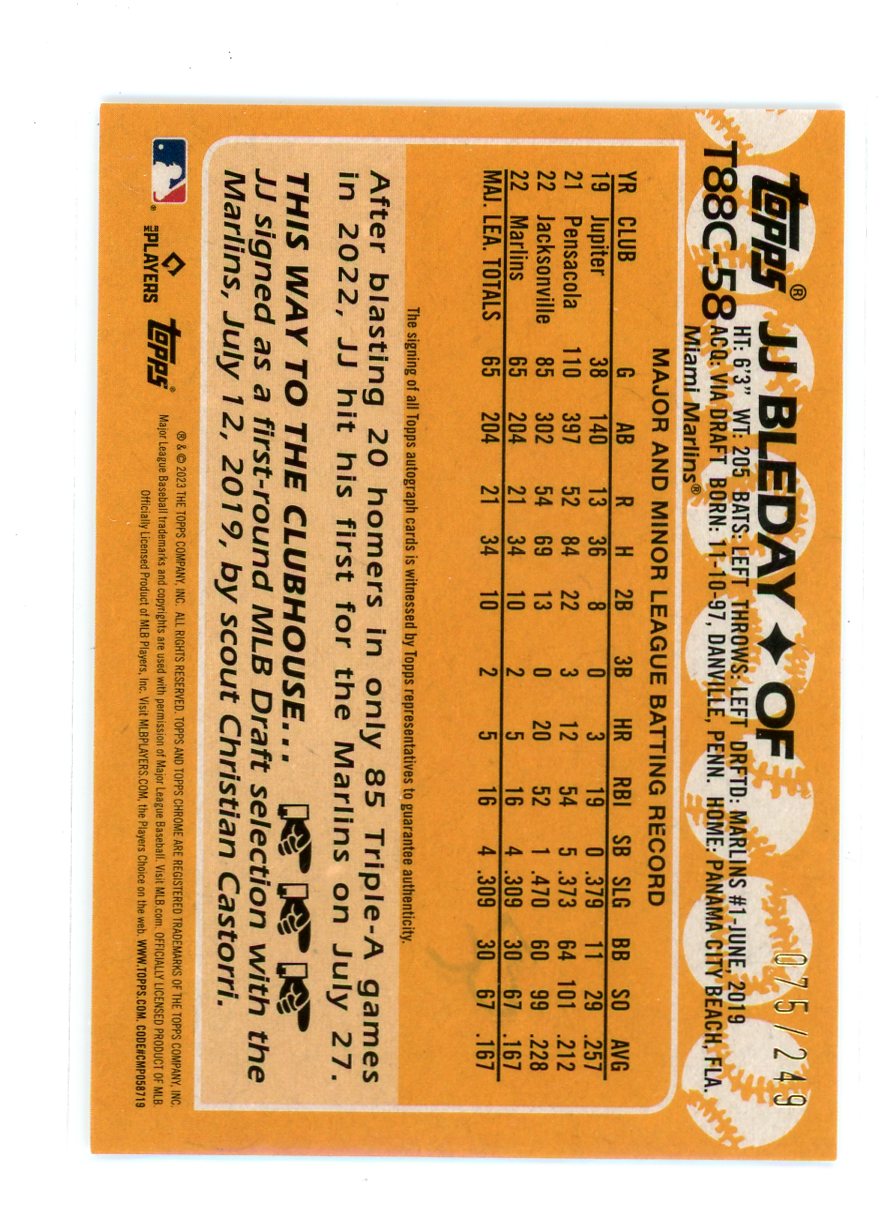 075/249
topps® JJ BLEDAY ♦ OF
T88C-58
HT: 6'3" WT: 205 BATS: LEFT THROWS: LEFT DRFTD: MARLINS #1-JUNE, 2019
ACQ: VIA DRAFT BORN: 11-10-97, DANVILLE, PENN. HOME: PANAMA CITY BEACH, FLA.
Miami Marlins®
MAJOR AND MINOR LEAGUE BATTING RECORD
YR CLUB G AB R H 2B 3B HR RBI SB SLG BB SO AVG
19 Jupiter 38 140 13 36 8 0 3 19 0 .379 11 29 .257
21 Pensacola 110 397 52 84 22 3 12 54 5 .373 64 101 .212
22 Jacksonville 85 302 54 69 13 0 20 52 1 .470 60 99 .228
22 Marlins 65 204 21 34 10 2 5 16 4 .309 30 67 .167
MAJ. LEA. TOTALS 65 204 21 34 10 2 5 16 4 .309 30 67 .167
The signing of all Topps autograph cards is witnessed by Topps representatives to guarantee authenticity.
After blasting 20 homers in only 85 Triple-A games
in 2022, JJ hit his first for the Marlins on July 27.
THIS WAY TO THE CLUBHOUSE...
JJ signed as a first-round MLB Draft selection with the
Marlins, July 12, 2019, by scout Christian Castorri.
MLB PLAYERS topps®
® & © 2023 THE TOPPS COMPANY, INC. ALL RIGHTS RESERVED. TOPPS AND TOPPS CHROME ARE REGISTERED TRADEMARKS OF THE TOPPS COMPANY, INC.
Major League Baseball trademarks and copyrights are used with permission of Major League Baseball. Visit MLB.com. OFFICIALLY LICENSED PRODUCT OF MLB
Officially Licensed Product of MLB Players, Inc. Visit MLBPLAYERS.COM, the Players Choice on the web. WWW.TOPPS.COM. CODE#CMP058719